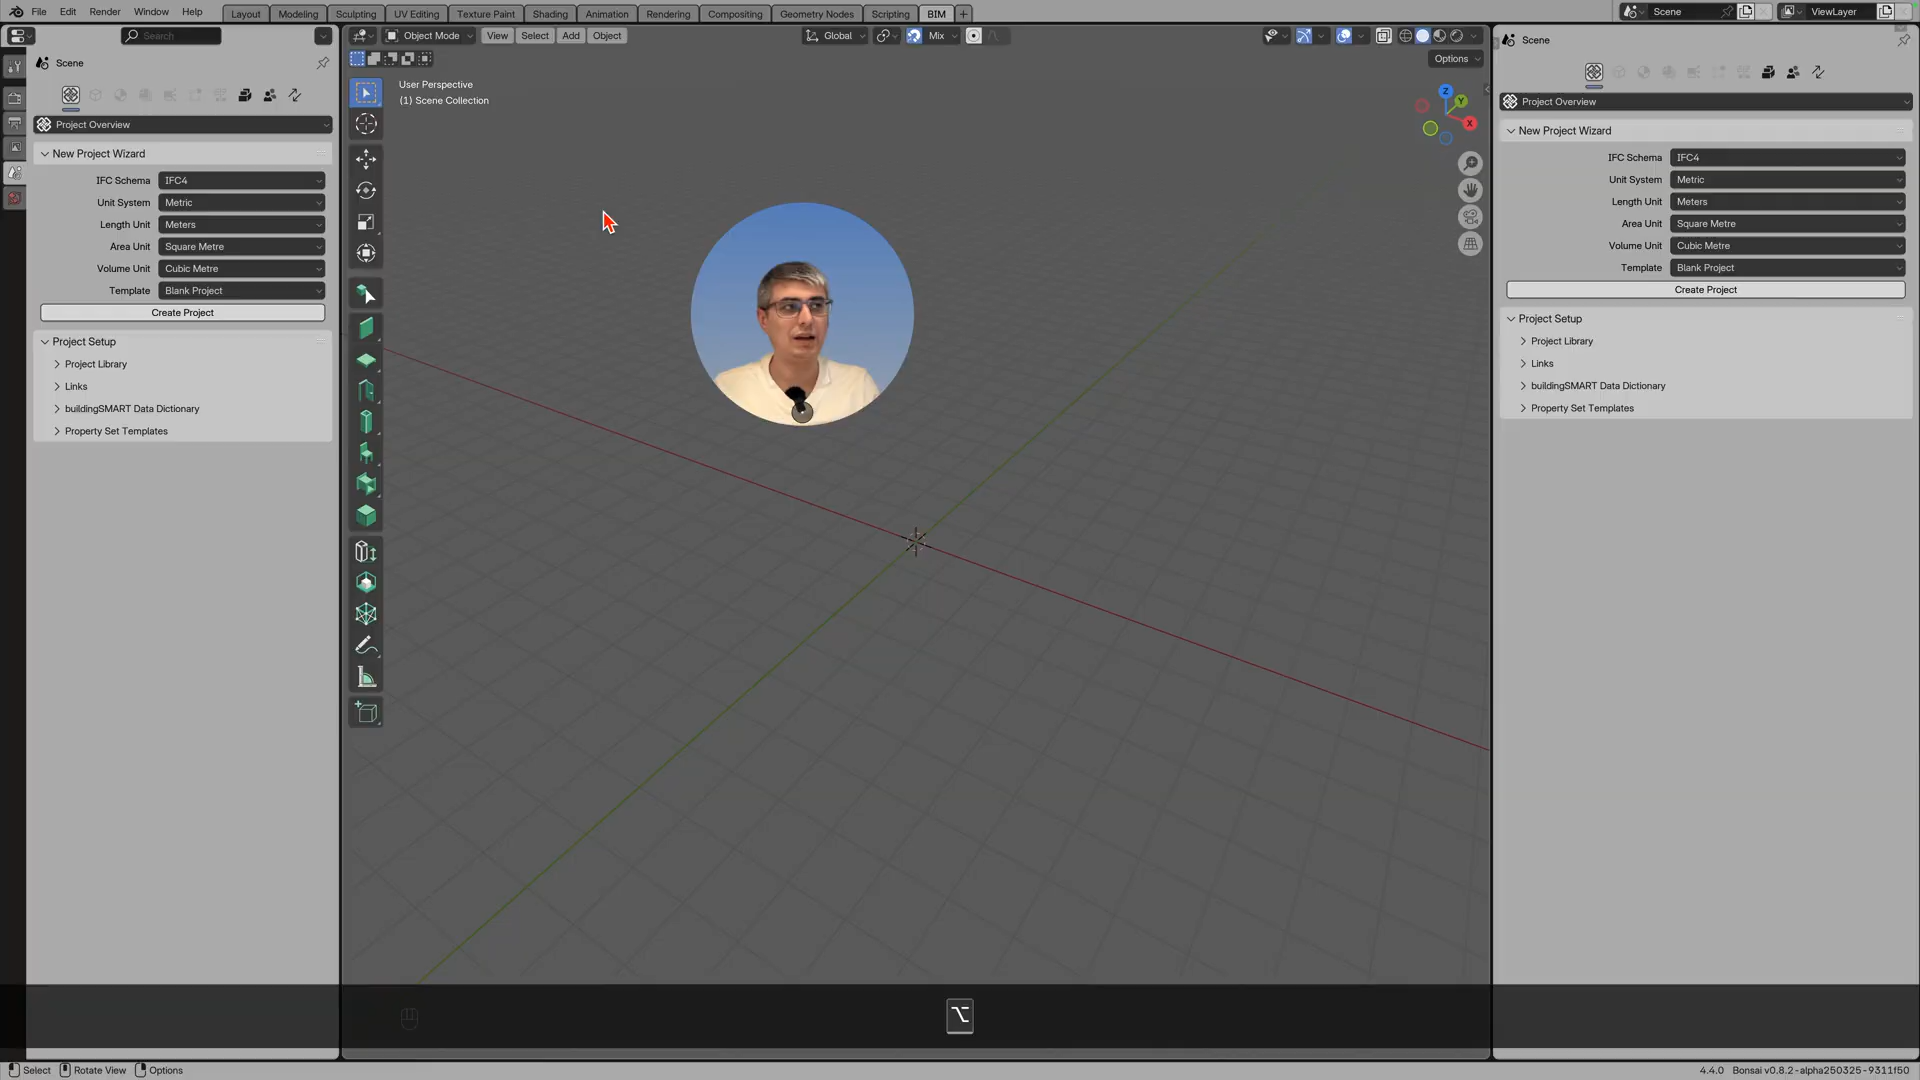 File Edit Render Window Help Layout Modeling Sculpting UV Editing Texture Paint Shading Animation Rendering Compositing Geometry Nodes Scripting BIM + Scene ViewLayer
Search
Object Mode View Select Add Object Global Mix
Options
Scene
Project Overview
New Project Wizard
IFC Schema IFC4
Unit System Metric
Length Unit Meters
Area Unit Square Metre
Volume Unit Cubic Metre
Template Blank Project
Create Project
Project Setup
Project Library
Links
buildingSMART Data Dictionary
Property Set Templates
User Perspective
(1) Scene Collection
Z
Y
X
Scene
Project Overview
New Project Wizard
IFC Schema IFC4
Unit System Metric
Length Unit Meters
Area Unit Square Metre
Volume Unit Cubic Metre
Template Blank Project
Create Project
Project Setup
Project Library
Links
buildingSMART Data Dictionary
Property Set Templates
⌥
Select Rotate View Options 4.4.0 Bonsai v0.8.2-alpha250325-9311f50